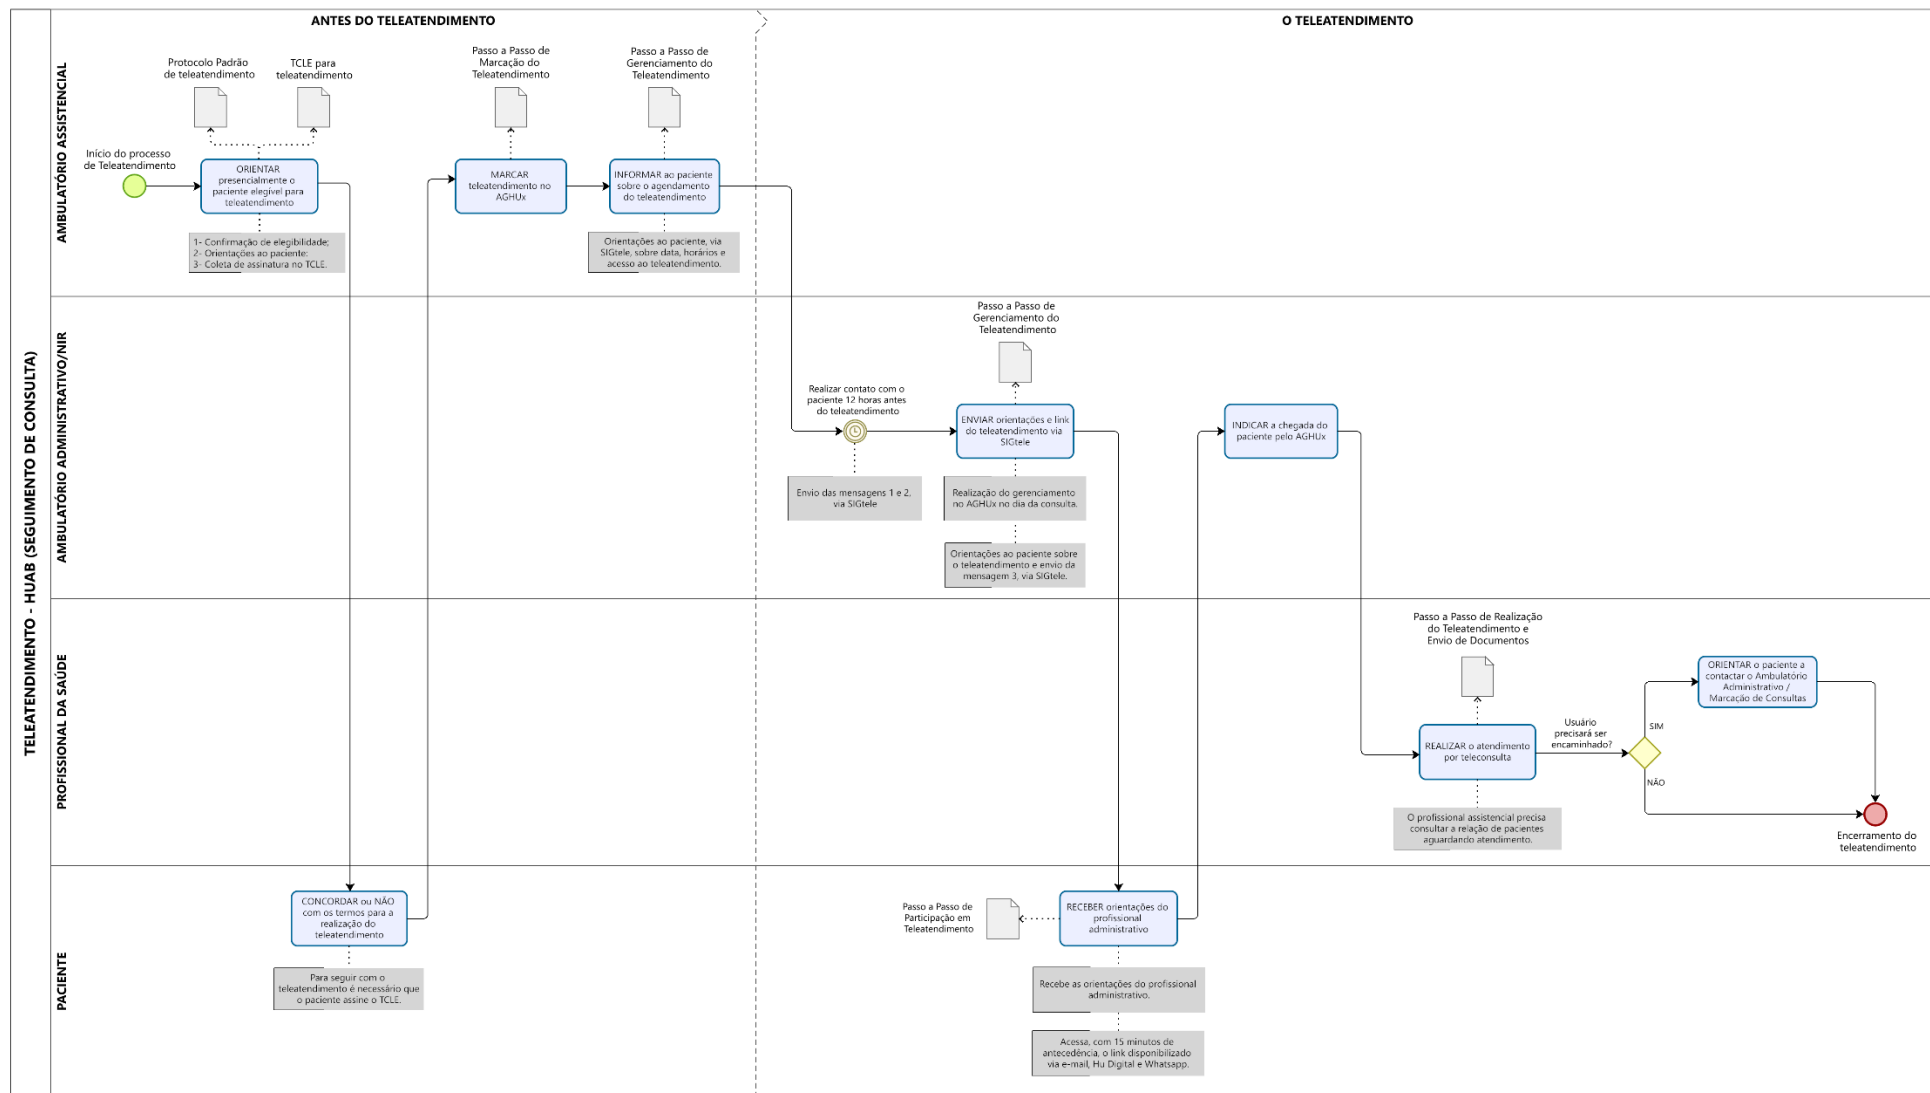 ANTES DO TELEATENDIMENTO
O TELEATENDIMENTO
TELEATENDIMENTO - HUAB (SEGUIMENTO DE CONSULTA)
AMBULATÓRIO ASSISTENCIAL
Protocolo Padrão
de teleatendimento
TCLE para
teleatendimento
Passo a Passo de
Marcação do
Teleatendimento
Passo a Passo de
Gerenciamento do
Teleatendimento
Início do processo
de Teleatendimento
ORIENTAR
presencialmente o
paciente elegível para
teleatendimento
MARCAR
teleatendimento no
AGHUx
INFORMAR ao paciente
sobre o agendamento
do teleatendimento
1- Confirmação de elegibilidade;
2- Orientações ao paciente;
3- Coleta de assinatura no TCLE.
Orientações ao paciente, via
SIGtele, sobre data, horários e
acesso ao teleatendimento.
AMBULATÓRIO ADMINISTRATIVO/NIR
Passo a Passo de
Gerenciamento do
Teleatendimento
Realizar contato com o
paciente 12 horas antes
do teleatendimento
ENVIAR orientações e link
do teleatendimento via
SIGtele
INDICAR a chegada do
paciente pelo AGHUx
Envio das mensagens 1 e 2,
via SIGtele
Realização do gerenciamento
no AGHUx no dia da consulta.
Orientações ao paciente sobre
o teleatendimento e envio da
mensagem 3, via SIGtele.
PROFISSIONAL DA SAÚDE
Passo a Passo de Realização
do Teleatendimento e
Envio de Documentos
REALIZAR o atendimento
por teleconsulta
Usuário
precisará ser
encaminhado?
SIM
NÃO
ORIENTAR o paciente a
contactar o Ambulatório
Administrativo /
Marcação de Consultas
O profissional assistencial precisa
consultar a relação de pacientes
aguardando atendimento.
Encerramento do
teleatendimento
PACIENTE
CONCORDAR ou NÃO
com os termos para a
realização do
teleatendimento
Para seguir com o
teleatendimento é necessário que
o paciente assine o TCLE.
Passo a Passo de
Participação em
Teleatendimento
RECEBER orientações do
profissional
administrativo
Recebe as orientações do profissional
administrativo.
Acessa, com 15 minutos de
antecedência, o link disponibilizado
via e-mail, Hu Digital e Whatsapp.